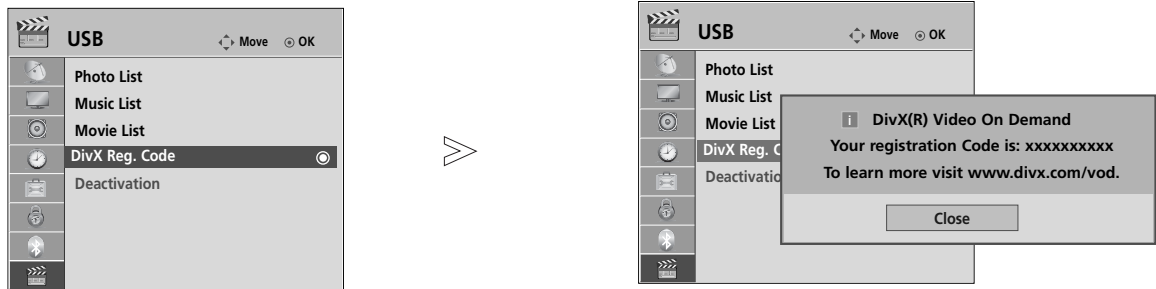 USB
Move OK
Photo List
Music List
Movie List
DivX Reg. Code
Deactivation
USB
Move OK
Photo List
Music List
Movie List
DivX Reg. C
Deactivatio
i DivX(R) Video On Demand
Your registration Code is: xxxxxxxxxx
To learn more visit www.divx.com/vod.
Close